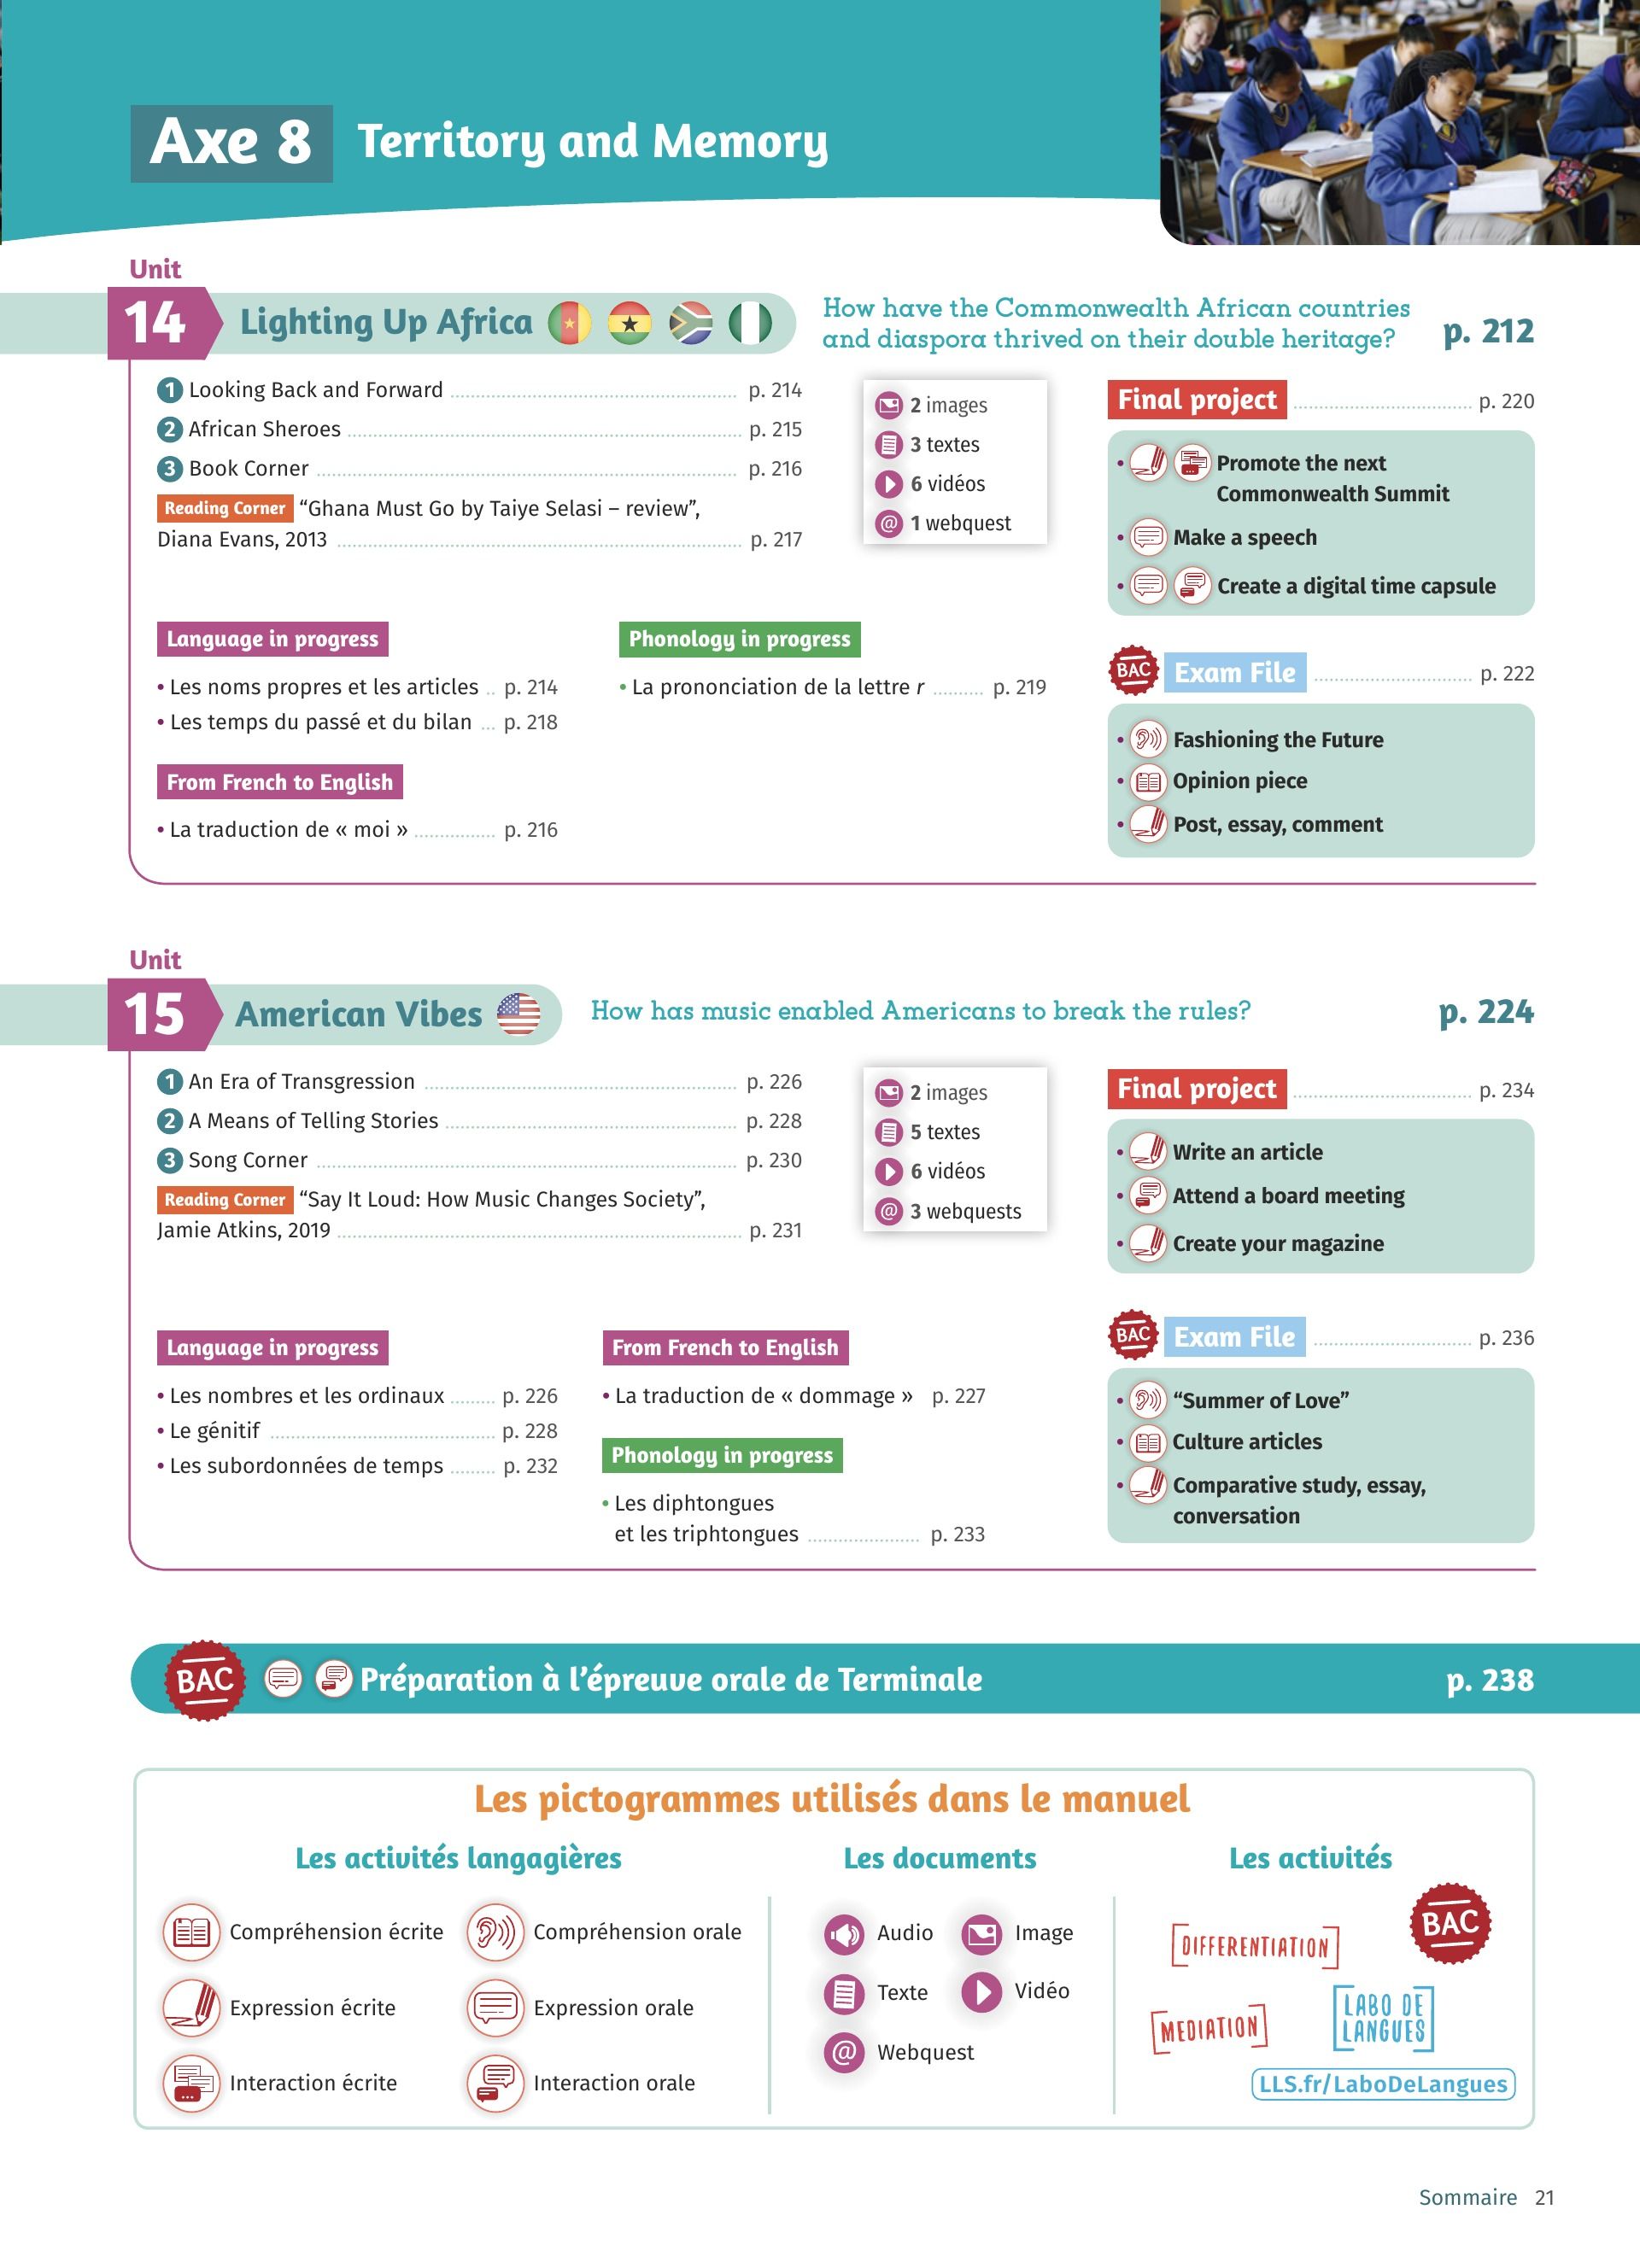 Axe 8 Territory and Memory
Unit
14 Lighting Up Africa
How have the Commonwealth African countries
and diaspora thrived on their double heritage?
p. 212
1 Looking Back and Forward p. 214
2 African Sheroes p. 215
3 Book Corner p. 216
Reading Corner “Ghana Must Go by Taiye Selasi – review”,
Diana Evans, 2013 p. 217
2 images
3 textes
6 vidéos
@ 1 webquest
Final project p. 220
• Promote the next
Commonwealth Summit
• Make a speech
• Create a digital time capsule
Language in progress
• Les noms propres et les articles p. 214
• Les temps du passé et du bilan p. 218
Phonology in progress
• La prononciation de la lettre r p. 219
From French to English
• La traduction de « moi » p. 216
BAC Exam File p. 222
• Fashioning the Future
• Opinion piece
• Post, essay, comment
Unit
15 American Vibes
How has music enabled Americans to break the rules?
p. 224
1 An Era of Transgression p. 226
2 A Means of Telling Stories p. 228
3 Song Corner p. 230
Reading Corner “Say It Loud: How Music Changes Society”,
Jamie Atkins, 2019 p. 231
2 images
5 textes
6 vidéos
@ 3 webquests
Final project p. 234
• Write an article
• Attend a board meeting
• Create your magazine
Language in progress
• Les nombres et les ordinaux p. 226
• Le génitif p. 228
• Les subordonnées de temps p. 232
From French to English
• La traduction de « dommage » p. 227
Phonology in progress
• Les diphtongues
et les triphtongues p. 233
BAC Exam File p. 236
• “Summer of Love”
• Culture articles
• Comparative study, essay,
conversation
BAC Préparation à l’épreuve orale de Terminale p. 238
Les pictogrammes utilisés dans le manuel
Les activités langagières
Compréhension écrite Compréhension orale
Expression écrite Expression orale
Interaction écrite Interaction orale
Les documents
Audio Image
Texte Vidéo
@ Webquest
Les activités
BAC
DIFFERENTIATION
MEDIATION
LABO DE
LANGUES
LLS.fr/LaboDeLangues
Sommaire 21